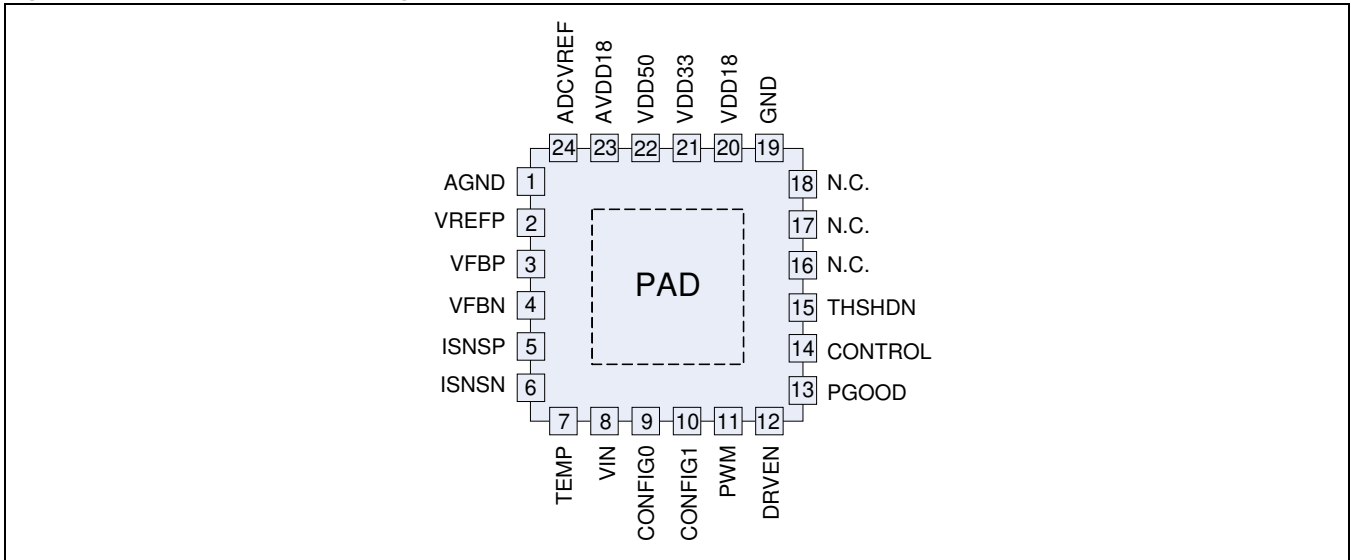 ADCVREF
AVDD18
VDD50
VDD33
VDD18
GND
24
23
22
21
20
19
AGND 1
VREFP 2
VFBP 3
VFBN 4
ISNSP 5
ISNSN 6
PAD
18 N.C.
17 N.C.
16 N.C.
15 THSHDN
14 CONTROL
13 PGOOD
7
8
9
10
11
12
TEMP
VIN
CONFIG0
CONFIG1
PWM
DRVEN